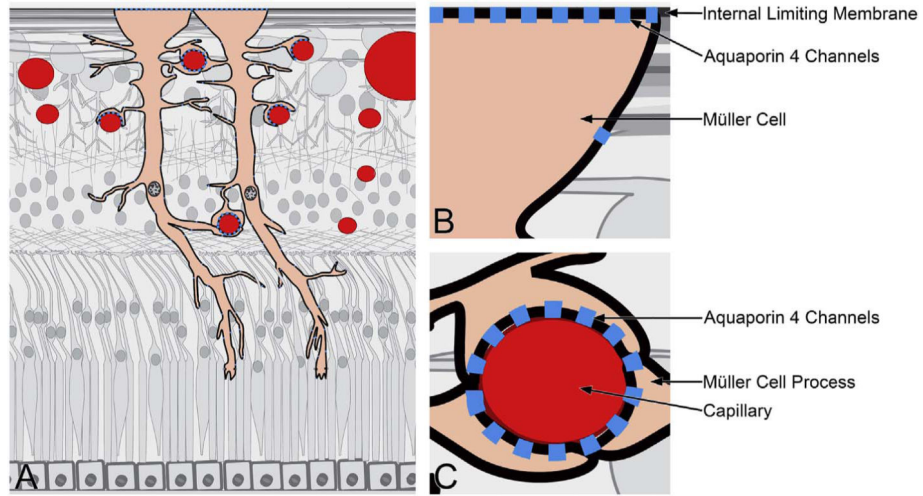 Internal Limiting Membrane
Aquaporin 4 Channels
Müller Cell
B
Aquaporin 4 Channels
Müller Cell Process
Capillary
A
C